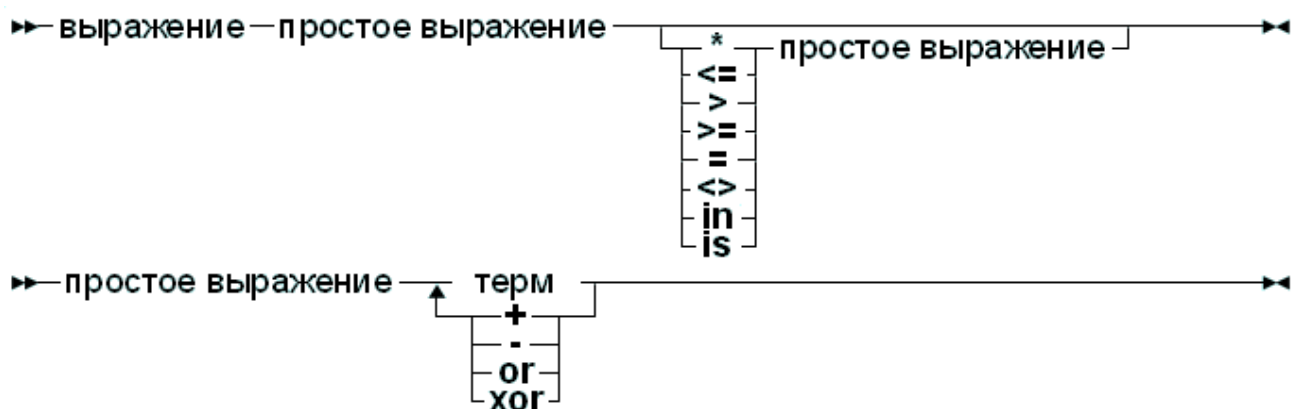 выражение простое выражение
* простое выражение
<=
>
>=
=
<>
in
is
простое выражение терм
+
-
or
xor